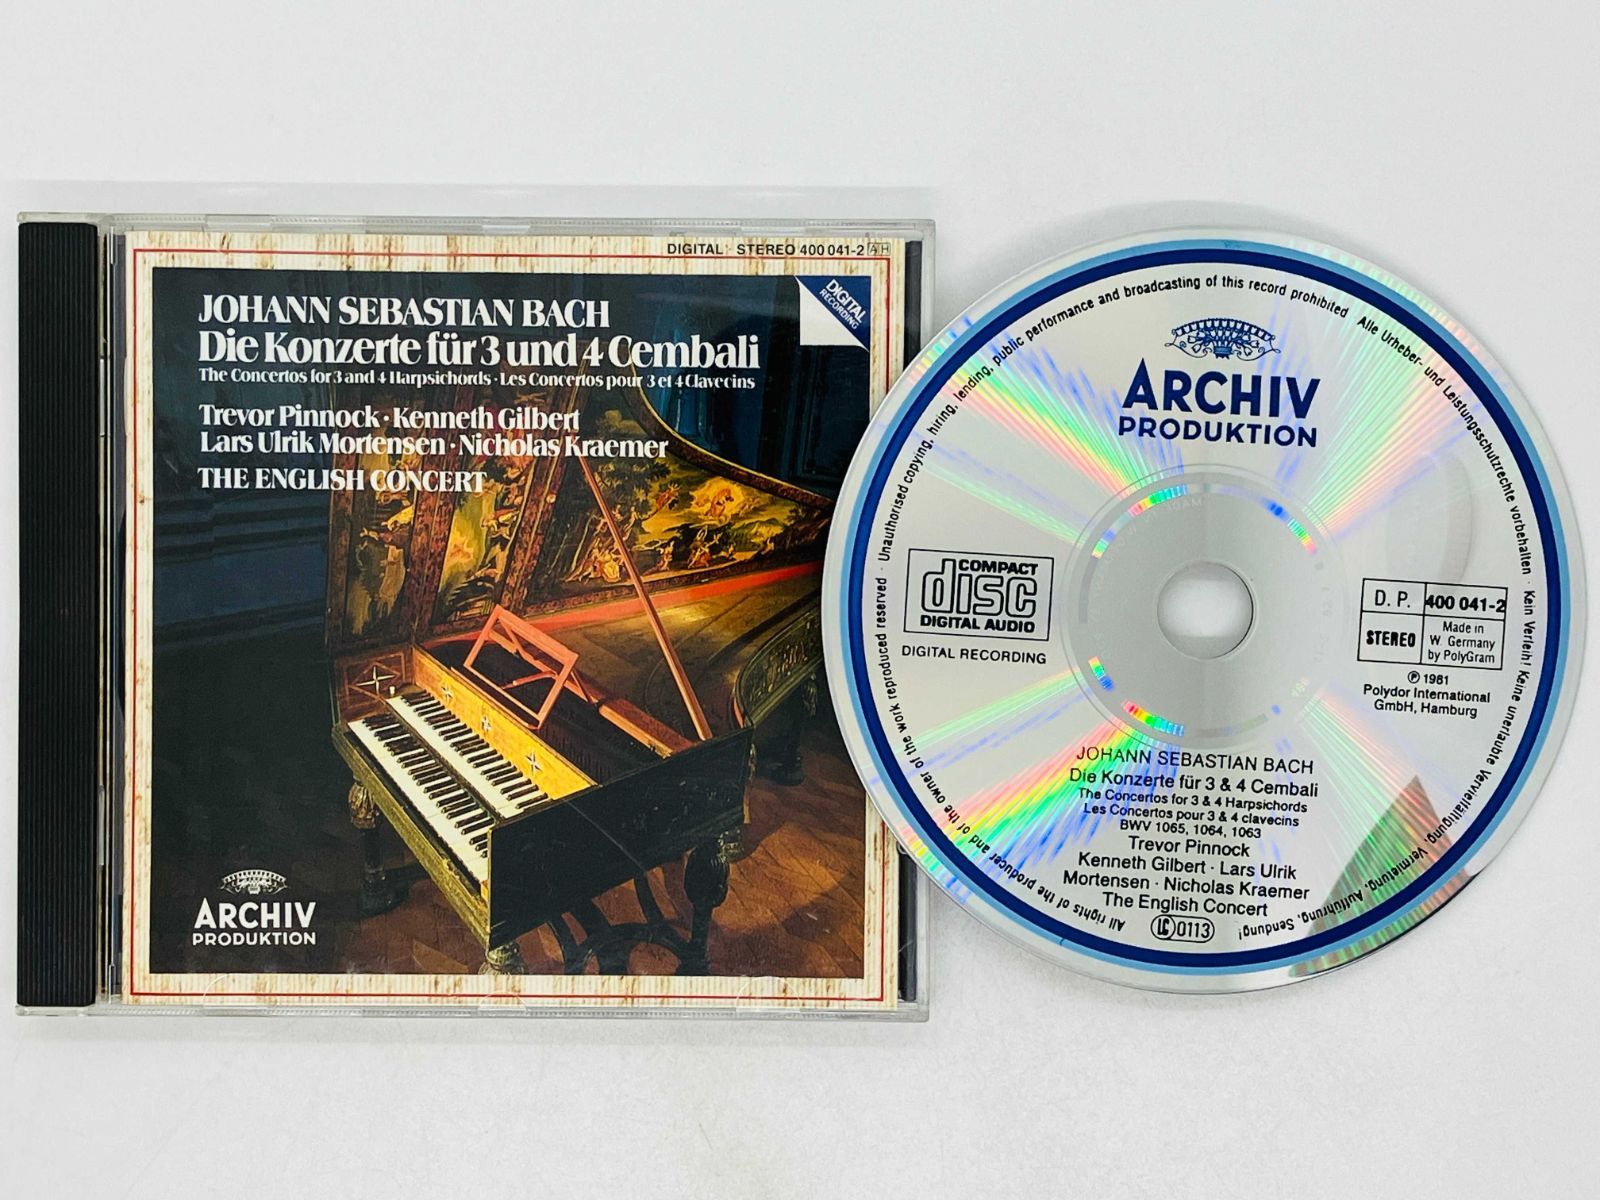 DIGITAL STEREO 400 041-2 AH
DIGITAL
RECORDING
JOHANN SEBASTIAN BACH
Die Konzerte für 3 und 4 Cembali
The Concertos for 3 and 4 Harpsichords · Les Concertos pour 3 et 4 Clavecins
Trevor Pinnock · Kenneth Gilbert
Lars Ulrik Mortensen · Nicholas Kraemer
THE ENGLISH CONCERT
ARCHIV
PRODUKTION
ARCHIV
PRODUKTION
COMPACT
disc
DIGITAL AUDIO
DIGITAL RECORDING
D. P. 400 041-2
STEREO
Made in
W. Germany
by PolyGram
℗ 1981
Polydor International
GmbH, Hamburg
JOHANN SEBASTIAN BACH
Die Konzerte für 3 & 4 Cembali
The Concertos for 3 & 4 Harpsichords
Les Concertos pour 3 & 4 clavecins
BWV 1065, 1064, 1063
Trevor Pinnock
Kenneth Gilbert · Lars Ulrik
Mortensen · Nicholas Kraemer
The English Concert
LC 0113
All rights of the producer and of the owner of the work reproduced reserved · Unauthorised copying, hiring, lending, public performance and broadcasting of this record prohibited
Alle Urheber- und Leistungsschutzrechte vorbehalten · Kein Verleih! Keine unerlaubte Vervielfältigung, Vermietung, Aufführung, Sendung!